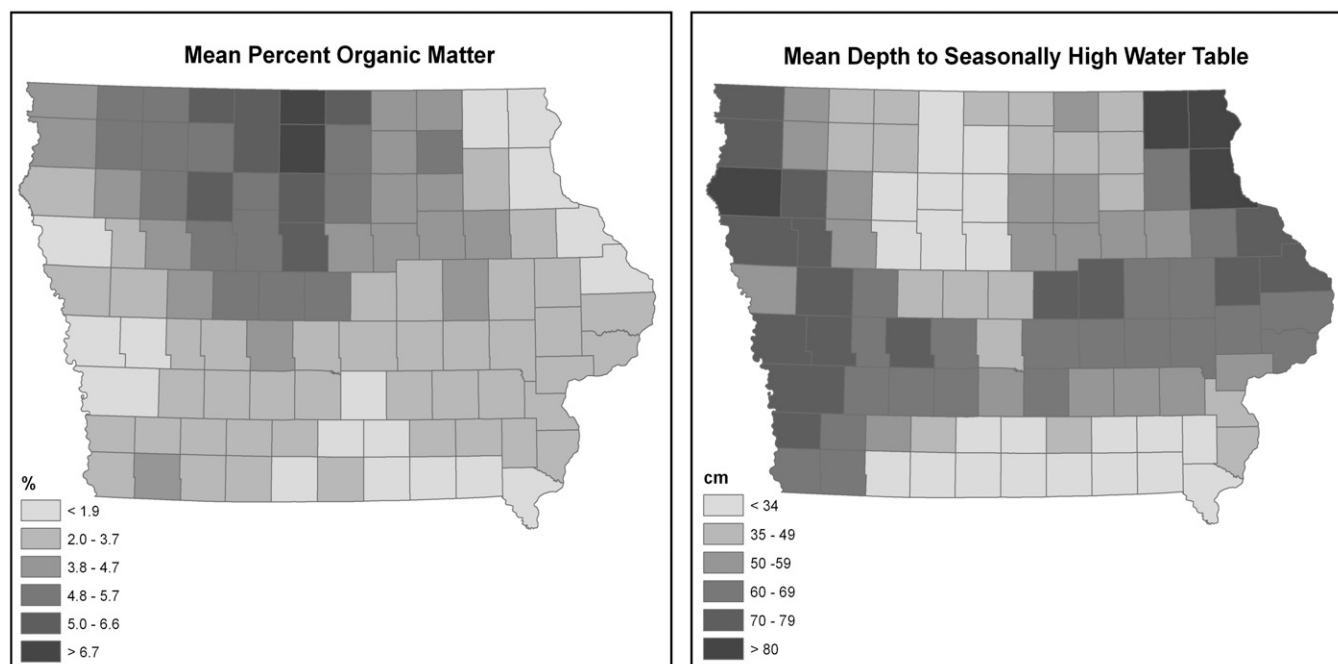 Mean Percent Organic Matter
%
< 1.9
2.0 - 3.7
3.8 - 4.7
4.8 - 5.7
5.0 - 6.6
> 6.7
Mean Depth to Seasonally High Water Table
cm
< 34
35 - 49
50 -59
60 - 69
70 - 79
> 80